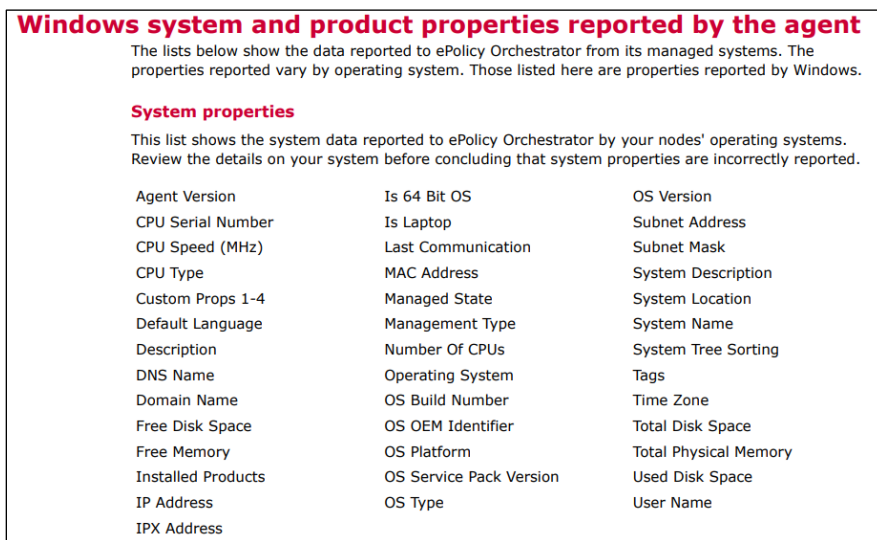 Windows system and product properties reported by the agent
The lists below show the data reported to ePolicy Orchestrator from its managed systems. The
properties reported vary by operating system. Those listed here are properties reported by Windows.
System properties
This list shows the system data reported to ePolicy Orchestrator by your nodes' operating systems.
Review the details on your system before concluding that system properties are incorrectly reported.
Agent Version
CPU Serial Number
CPU Speed (MHz)
CPU Type
Custom Props 1-4
Default Language
Description
DNS Name
Domain Name
Free Disk Space
Free Memory
Installed Products
IP Address
IPX Address
Is 64 Bit OS
Is Laptop
Last Communication
MAC Address
Managed State
Management Type
Number Of CPUs
Operating System
OS Build Number
OS OEM Identifier
OS Platform
OS Service Pack Version
OS Type
OS Version
Subnet Address
Subnet Mask
System Description
System Location
System Name
System Tree Sorting
Tags
Time Zone
Total Disk Space
Total Physical Memory
Used Disk Space
User Name